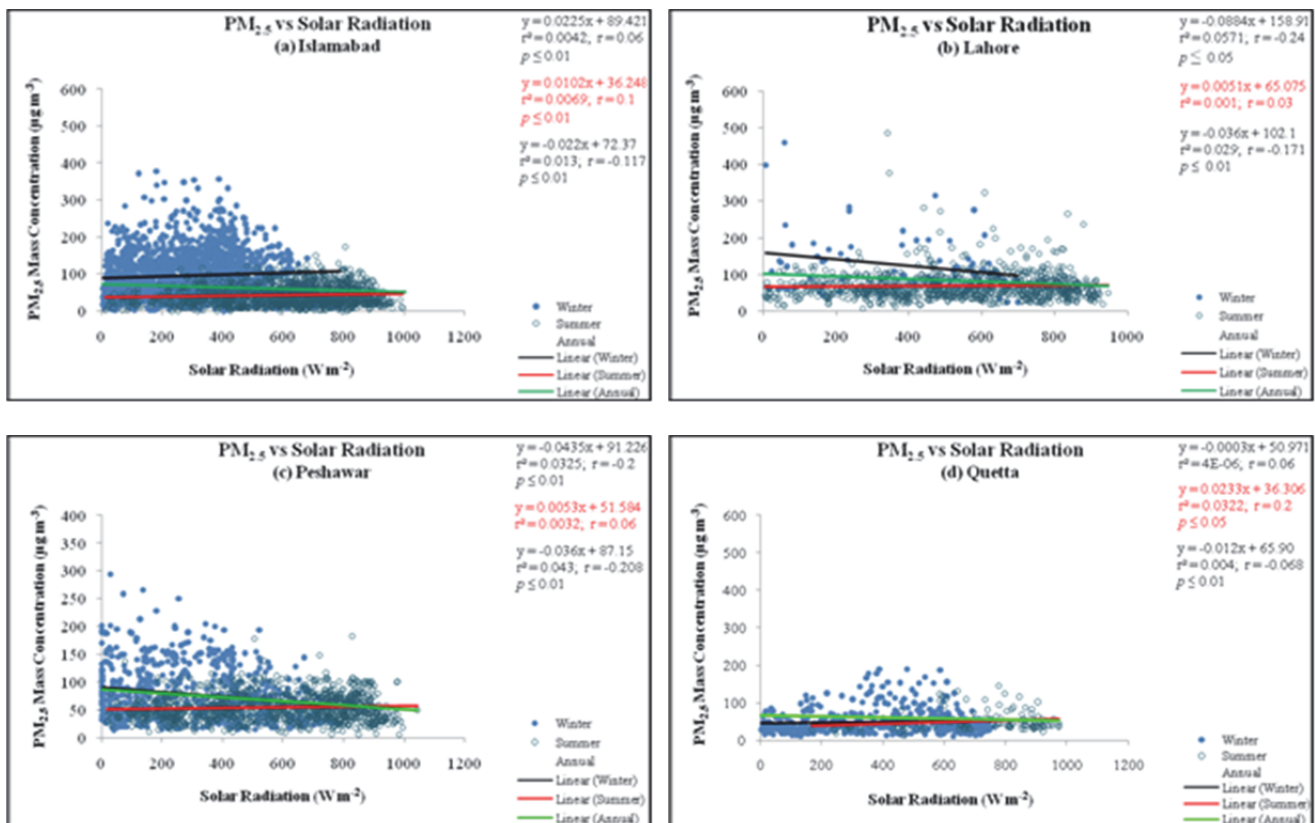 PM2.5 vs Solar Radiation
(a) Islamabad
y=0.0225x+89.421
r²=0.0042; r=0.06
p≤0.01
y=0.0102x+36.248
r²=0.0069; r=0.1
p≤0.01
y=-0.022x+72.37
r²=0.013; r=-0.117
p≤0.01
PM2.5 Mass Concentration (µg m-3)
600
500
400
300
200
100
0
0 200 400 600 800 1000 1200
Solar Radiation (Wm-2)
Winter
Summer
Annual
Linear (Winter)
Linear (Summer)
Linear (Annual)
PM2.5 vs Solar Radiation
(b) Lahore
y=-0.0884x+158.91
r²=0.0571; r=-0.24
p≤ 0.05
y=0.0051x+65.075
r²=0.001; r=0.03
y=-0.036x+102.1
r²=0.029; r=-0.171
p≤0.01
PM2.5 Mass Concentration (µg m-3)
600
500
400
300
200
100
0
0 200 400 600 800 1000
Solar Radiation (Wm-2)
Winter
Summer
Annual
Linear (Winter)
Linear (Summer)
Linear (Annual)
PM2.5 vs Solar Radiation
(c) Peshawar
y=-0.0435x+91.226
r²=0.0325; r=-0.2
p≤0.01
y=0.0053x+51.584
r²=0.0032; r=0.06
y=-0.036x+87.15
r²=0.043; r=-0.208
p≤0.01
PM2.5 Mass Concentration (µg m-3)
400
350
300
250
200
150
100
50
0
0 200 400 600 800 1000 1200
Solar Radiation (Wm-2)
Winter
Summer
Annual
Linear (Winter)
Linear (Summer)
Linear (Annual)
PM2.5 vs Solar Radiation
(d) Quetta
y=-0.0003x+50.971
r²=4E-06; r=0.06
y=0.0233x+36.306
r²=0.0322; r=0.2
p≤0.05
y=-0.012x+65.90
r²=0.004; r=-0.068
p≤0.01
PM2.5 Mass Concentration (µg m-3)
600
500
400
300
200
100
0
0 200 400 600 800 1000 1200
Solar Radiation (Wm-2)
Winter
Summer
Annual
Linear (Winter)
Linear (Summer)
Linear (Annual)